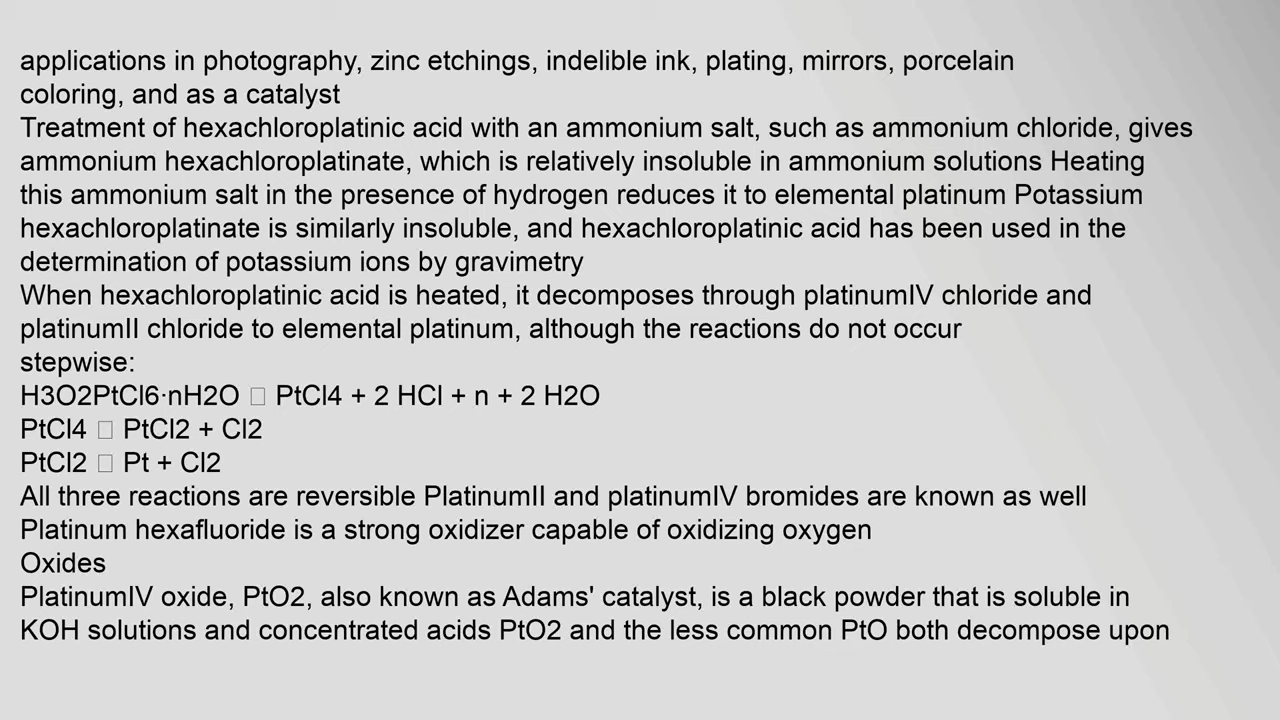 applications in photography, zinc etchings, indelible ink, plating, mirrors, porcelain
coloring, and as a catalyst
Treatment of hexachloroplatinic acid with an ammonium salt, such as ammonium chloride, gives
ammonium hexachloroplatinate, which is relatively insoluble in ammonium solutions Heating
this ammonium salt in the presence of hydrogen reduces it to elemental platinum Potassium
hexachloroplatinate is similarly insoluble, and hexachloroplatinic acid has been used in the
determination of potassium ions by gravimetry
When hexachloroplatinic acid is heated, it decomposes through platinumIV chloride and
platinumII chloride to elemental platinum, although the reactions do not occur
stepwise:
H3O2PtCl6·nH2O □ PtCl4 + 2 HCl + n + 2 H2O
PtCl4 □ PtCl2 + Cl2
PtCl2 □ Pt + Cl2
All three reactions are reversible PlatinumII and platinumIV bromides are known as well
Platinum hexafluoride is a strong oxidizer capable of oxidizing oxygen
Oxides
PlatinumIV oxide, PtO2, also known as Adams' catalyst, is a black powder that is soluble in
KOH solutions and concentrated acids PtO2 and the less common PtO both decompose upon